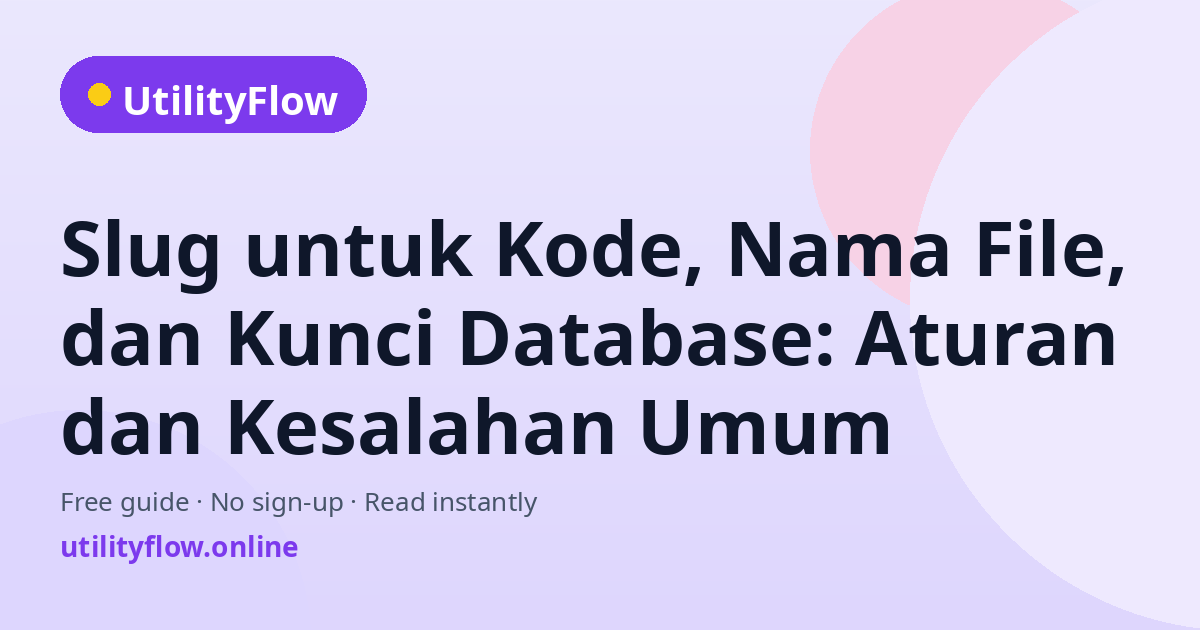 UtilityFlow
Slug untuk Kode, Nama File,
dan Kunci Database: Aturan
dan Kesalahan Umum
Free guide · No sign-up · Read instantly
utilityflow.online